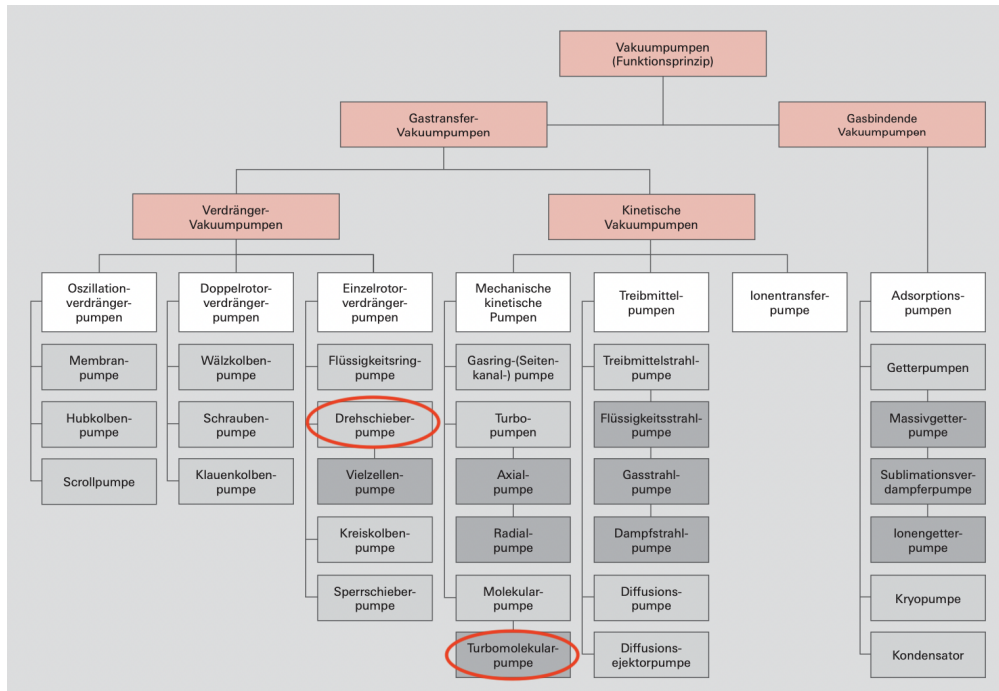 Vakuumpumpen
(Funktionsprinzip)
Gastransfer-
Vakuumpumpen
Gasbindende
Vakuumpumpen
Verdränger-
Vakuumpumpen
Kinetische
Vakuumpumpen
Oszillation-
verdränger-
pumpen
Doppelrotor-
verdränger-
pumpen
Einzelrotor-
verdränger-
pumpen
Mechanische
kinetische
Pumpen
Treibmittel-
pumpen
Ionentransfer-
pumpe
Adsorptions-
pumpen
Membran-
pumpe
Hubkolben-
pumpe
Scrollpumpe
Wälzkolben-
pumpe
Schrauben-
pumpe
Klauenkolben-
pumpe
Flüssigkeitsring-
pumpe
Drehschieber-
pumpe
Vielzellen-
pumpe
Kreiskolben-
pumpe
Sperrschieber-
pumpe
Gasring-(Seiten-
kanal-) pumpe
Turbo-
pumpen
Axial-
pumpe
Radial-
pumpe
Molekular-
pumpe
Turbomolekular-
pumpe
Treibmittelstrahl-
pumpe
Flüssigkeitsstrahl-
pumpe
Gasstrahl-
pumpe
Dampfstrahl-
pumpe
Diffusions-
pumpe
Diffusions-
ejektorpumpe
Getterpumpen
Massivgetter-
pumpe
Sublimationsver-
dampferpumpe
Ionengetter-
pumpe
Kryopumpe
Kondensator